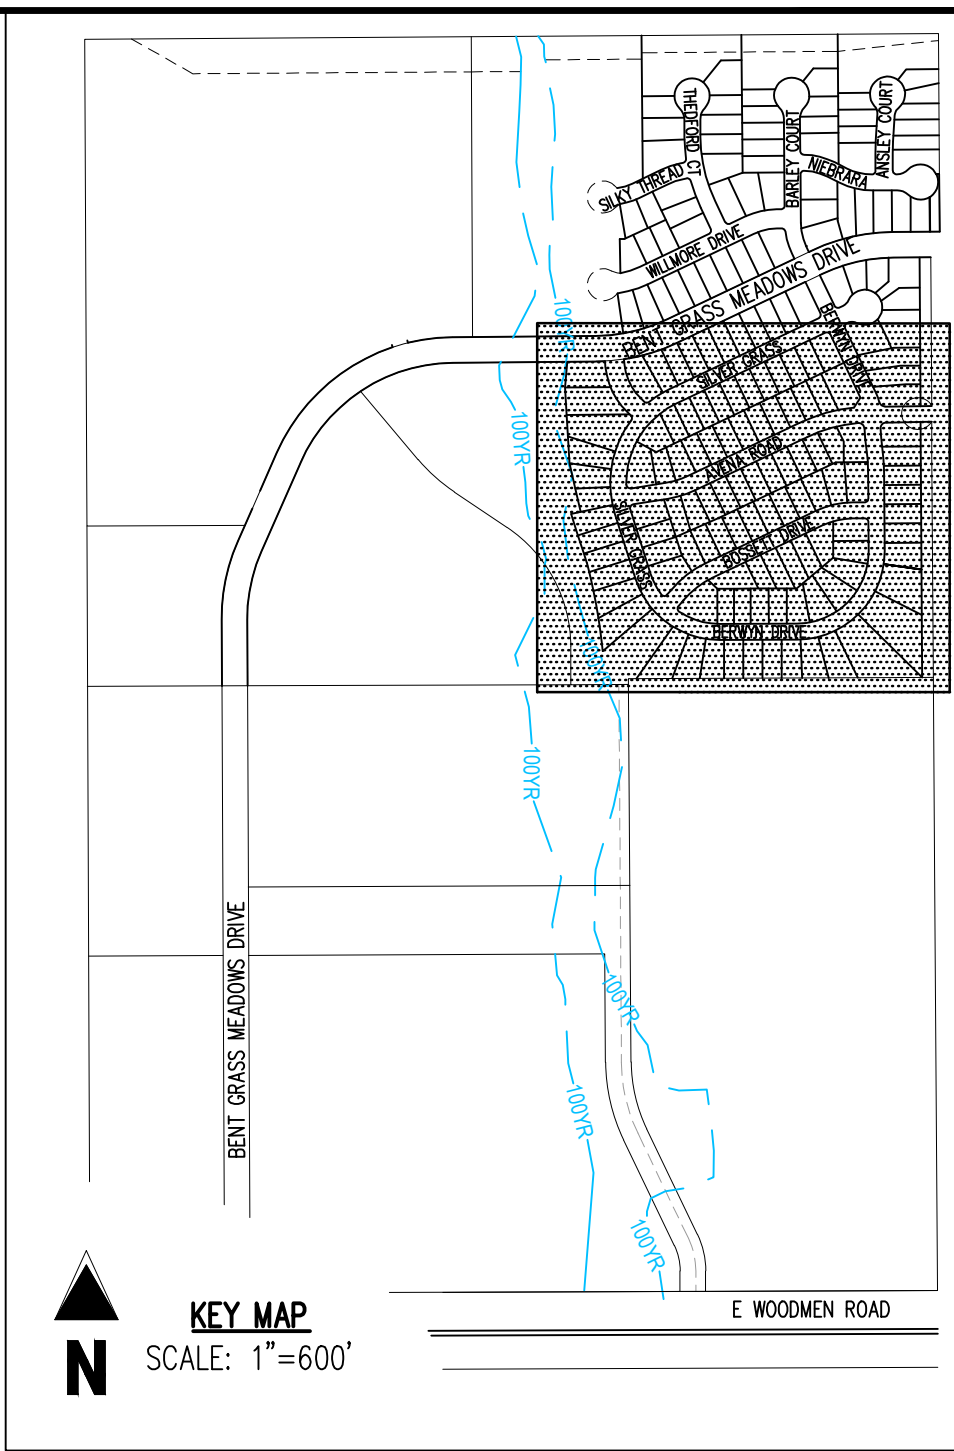 THEDFORD CT
BARLEY COURT
ANSLEY COURT
NIEBRARA
SILKY THREAD
WILLMORE DRIVE
BENT GRASS MEADOWS DRIVE
100YR
BERWYN DRIVE
SILVER GRASS
100YR
AVENA ROAD
SILVER GRASS
BOSSETT DRIVE
BERWYN DRIVE
100YR
100YR
BENT GRASS MEADOWS DRIVE
100YR
100YR
100YR
N
KEY MAP
SCALE: 1"=600'
E WOODMEN ROAD